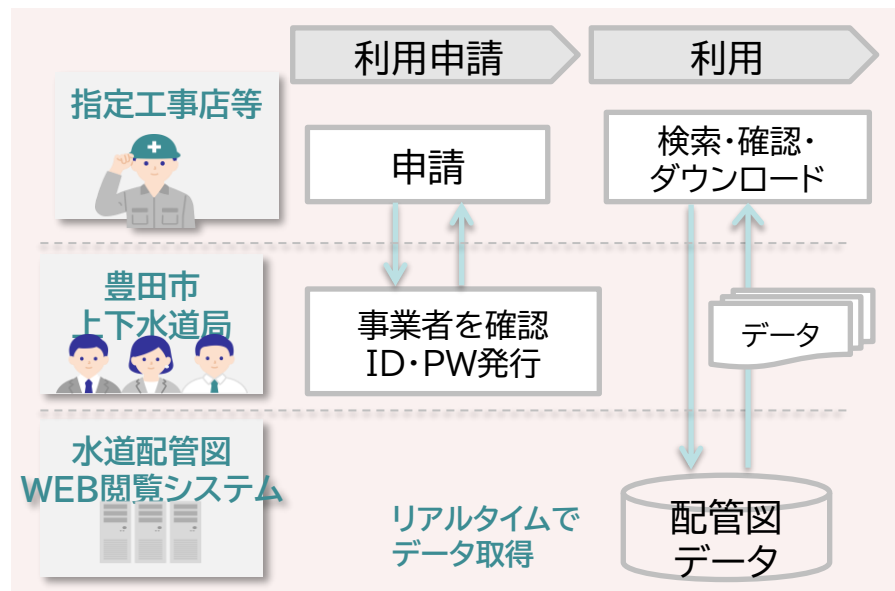 利用申請
利用
指定工事店等
申請
検索・確認・
ダウンロード
豊田市
上下水道局
事業者を確認
ID・PW発行
データ
水道配管図
WEB閲覧システム
リアルタイムで
データ取得
配管図
データ